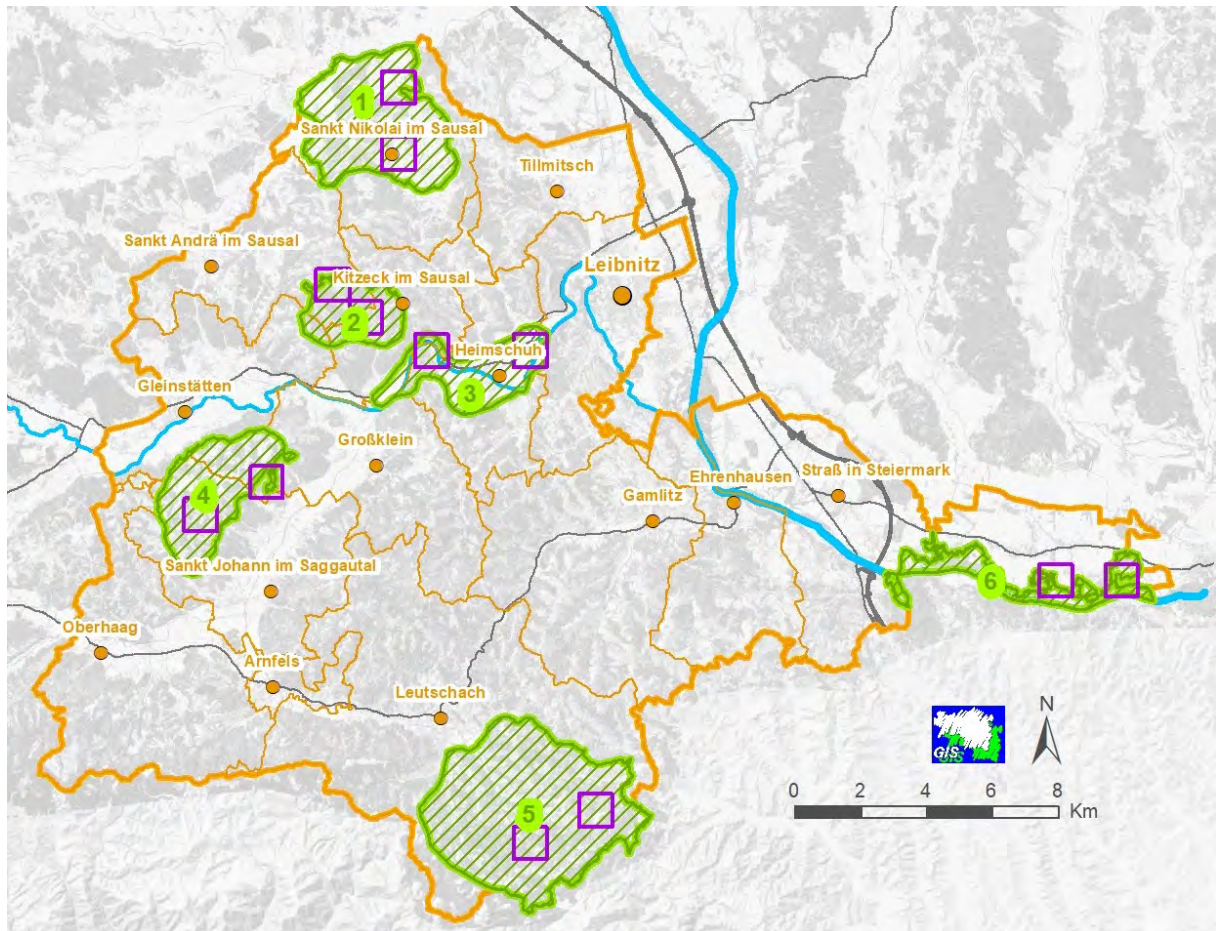 1
Sankt Nikolai im Sausal
Tillmitsch
Sankt Andrä im Sausal
Leibnitz
Kitzeck im Sausal
2
Heimschuh
3
Gleinstätten
Großklein
4
Ehrenhausen
Straß in Steiermark
Gamlitz
Sankt Johann im Saggautal
6
Oberhaag
Arnfels
Leutschach
5
N
GIS
0 2 4 6 8
Km